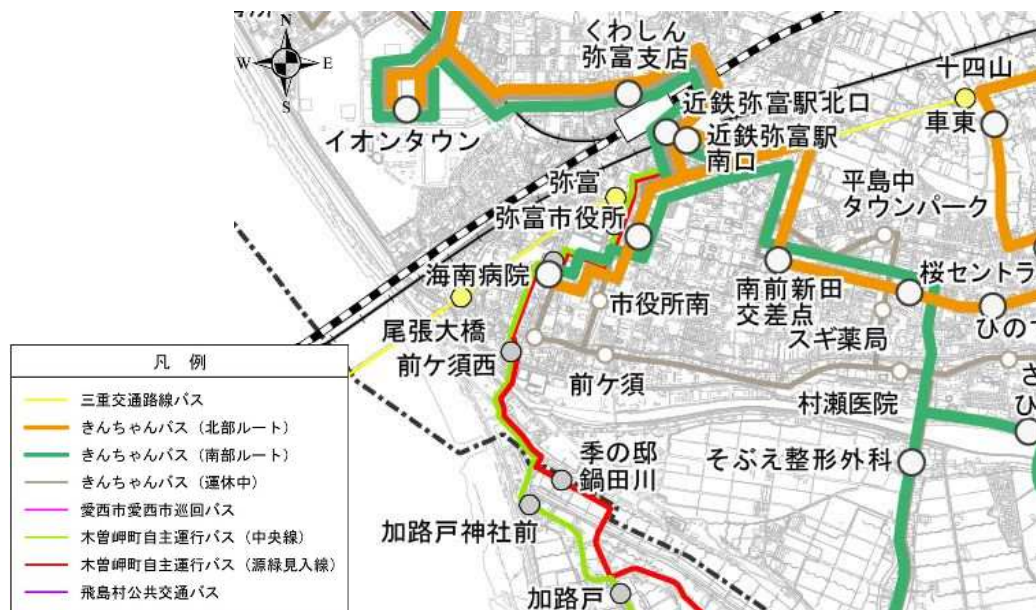 N
W
E
S
くわしん
弥富支店
十四山
近鉄弥富駅北口
車東
イオンタウン
近鉄弥富駅
南口
弥富
平島中
タウンパーク
弥富市役所
海南病院
桜セントラ
市役所南
南前新田
交差点
ひの
尾張大橋
スギ薬局
前ケ須西
前ケ須
さ
ひ
村瀬医院
季の邸
鍋田川
そぶえ整形外科
加路戸神社前
加路戸
凡 例
三重交通路線バス
きんちゃんバス（北部ルート）
きんちゃんバス（南部ルート）
きんちゃんバス（運休中）
愛西市愛西市巡回バス
木曽岬町自主運行バス（中央線）
木曽岬町自主運行バス（源緑見入線）
飛島村公共交通バス